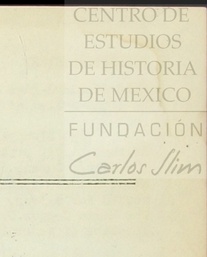 CENTRO DE
ESTUDIOS
DE HISTORIA
DE MEXICO
FUNDACIÓN
Carlos Slim